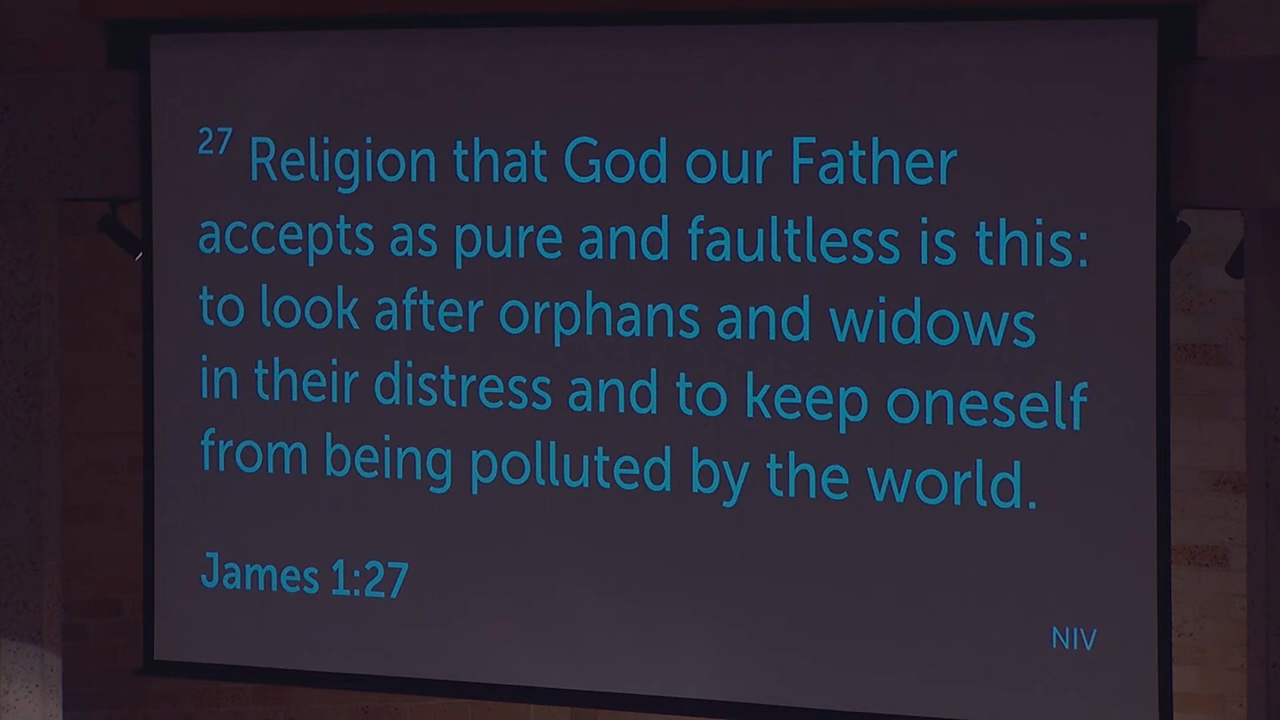 27 Religion that God our Father
accepts as pure and faultless is this:
to look after orphans and widows
in their distress and to keep oneself
from being polluted by the world.
James 1:27
NIV